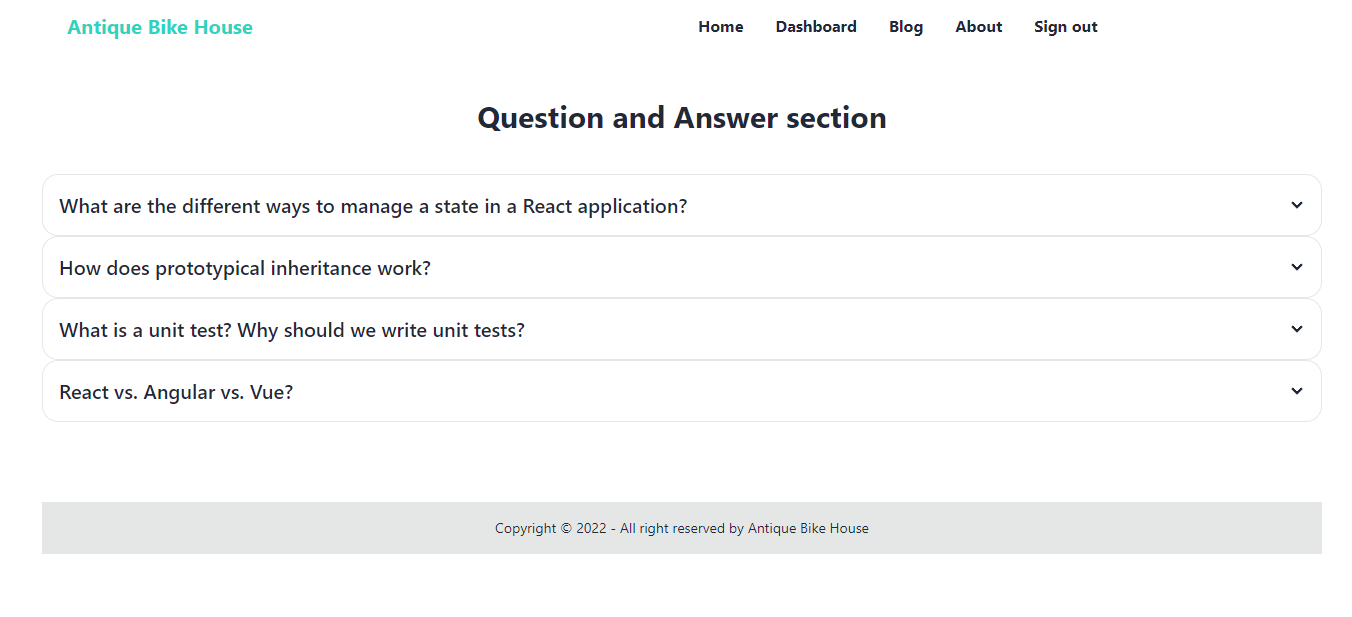 Antique Bike House Home Dashboard Blog About Sign out
Question and Answer section
What are the different ways to manage a state in a React application?
How does prototypical inheritance work?
What is a unit test? Why should we write unit tests?
React vs. Angular vs. Vue?
Copyright © 2022 - All right reserved by Antique Bike House